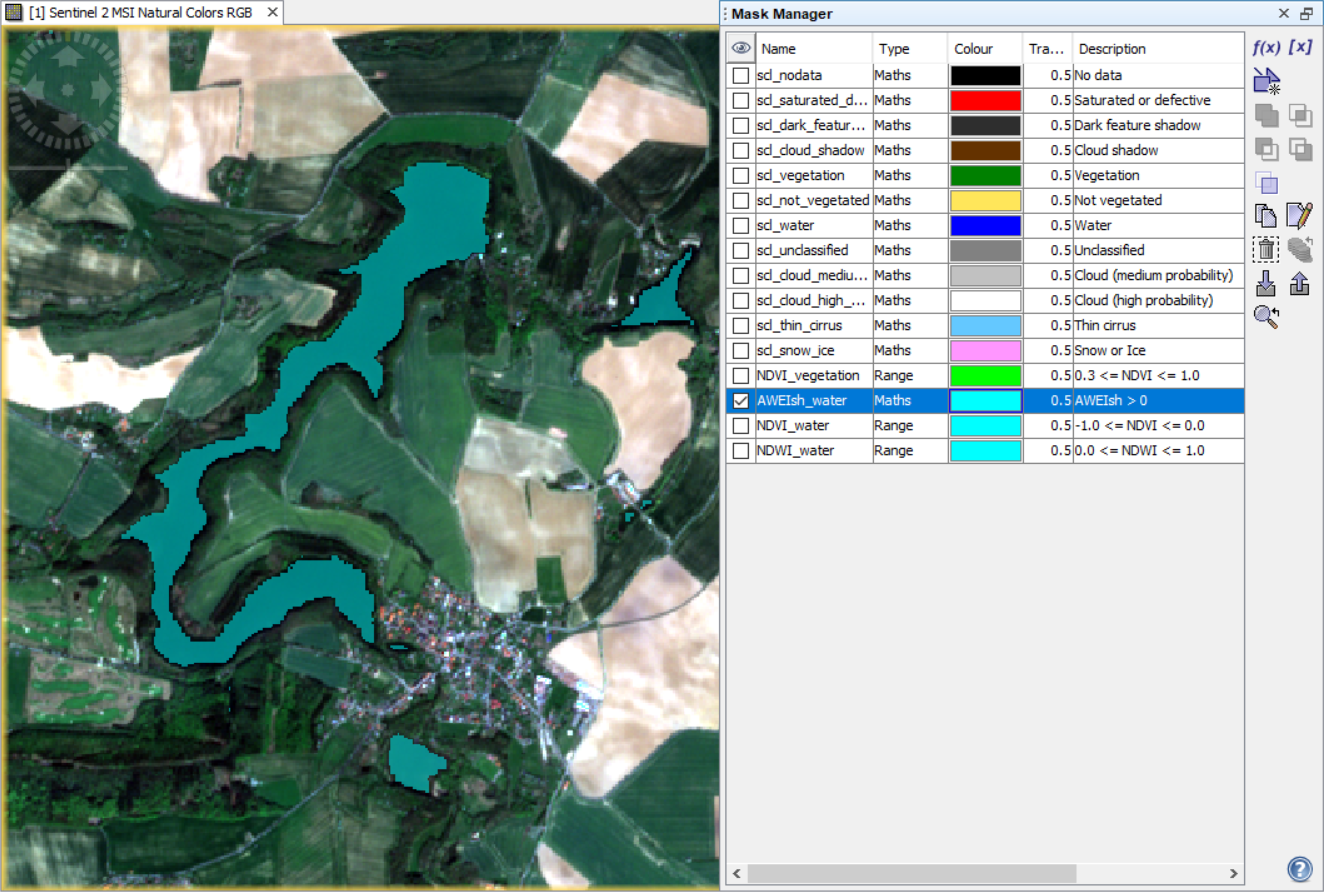 [1] Sentinel 2 MSI Natural Colors RGB
Mask Manager
Name Type Colour Tra... Description
scl_nodata Maths 0.5 No data
scl_saturated_d... Maths 0.5 Saturated or defective
scl_dark_featur... Maths 0.5 Dark feature shadow
scl_cloud_shadow Maths 0.5 Cloud shadow
scl_vegetation Maths 0.5 Vegetation
scl_not_vegetated Maths 0.5 Not vegetated
scl_water Maths 0.5 Water
scl_unclassified Maths 0.5 Unclassified
scl_cloud_mediu... Maths 0.5 Cloud (medium probability)
scl_cloud_high_... Maths 0.5 Cloud (high probability)
scl_thin_cirrus Maths 0.5 Thin cirrus
scl_snow_ice Maths 0.5 Snow or Ice
NDVI_vegetation Range 0.5 0.3 <= NDVI <= 1.0
AWEIsh_water Maths 0.5 AWEIsh > 0
NDVI_water Range 0.5 -1.0 <= NDVI <= 0.0
NDWI_water Range 0.5 0.0 <= NDWI <= 1.0
f(x) [x]